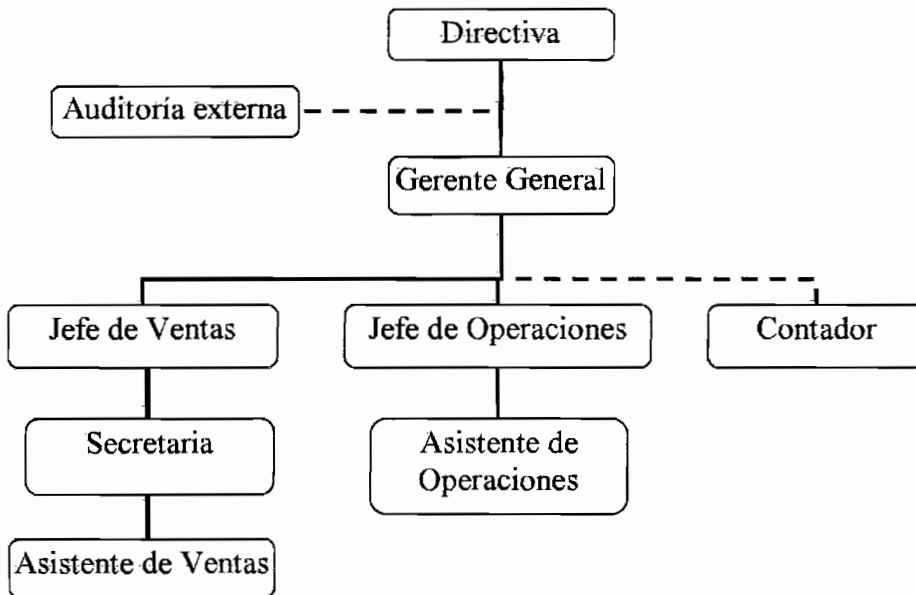 Directiva
Auditoría externa
Gerente General
Jefe de Ventas
Jefe de Operaciones
Contador
Secretaria
Asistente de
Operaciones
Asistente de Ventas